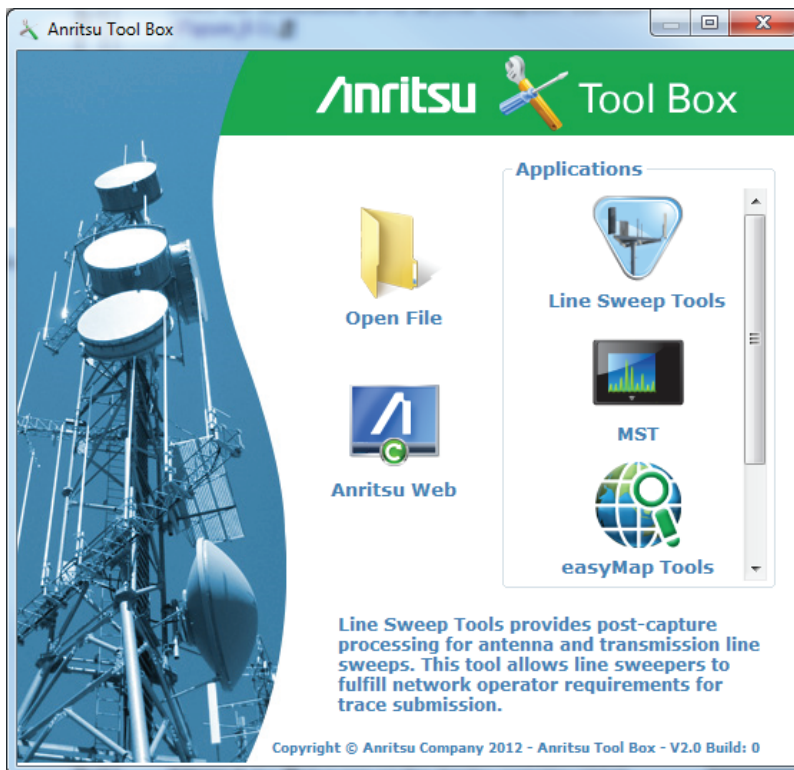 Anritsu Tool Box
Anritsu Tool Box
Applications
Open File
Line Sweep Tools
MST
Anritsu Web
easyMap Tools
Line Sweep Tools provides post-capture
processing for antenna and transmission line
sweeps. This tool allows line sweepers to
fulfill network operator requirements for
trace submission.
Copyright © Anritsu Company 2012 - Anritsu Tool Box - V2.0 Build: 0